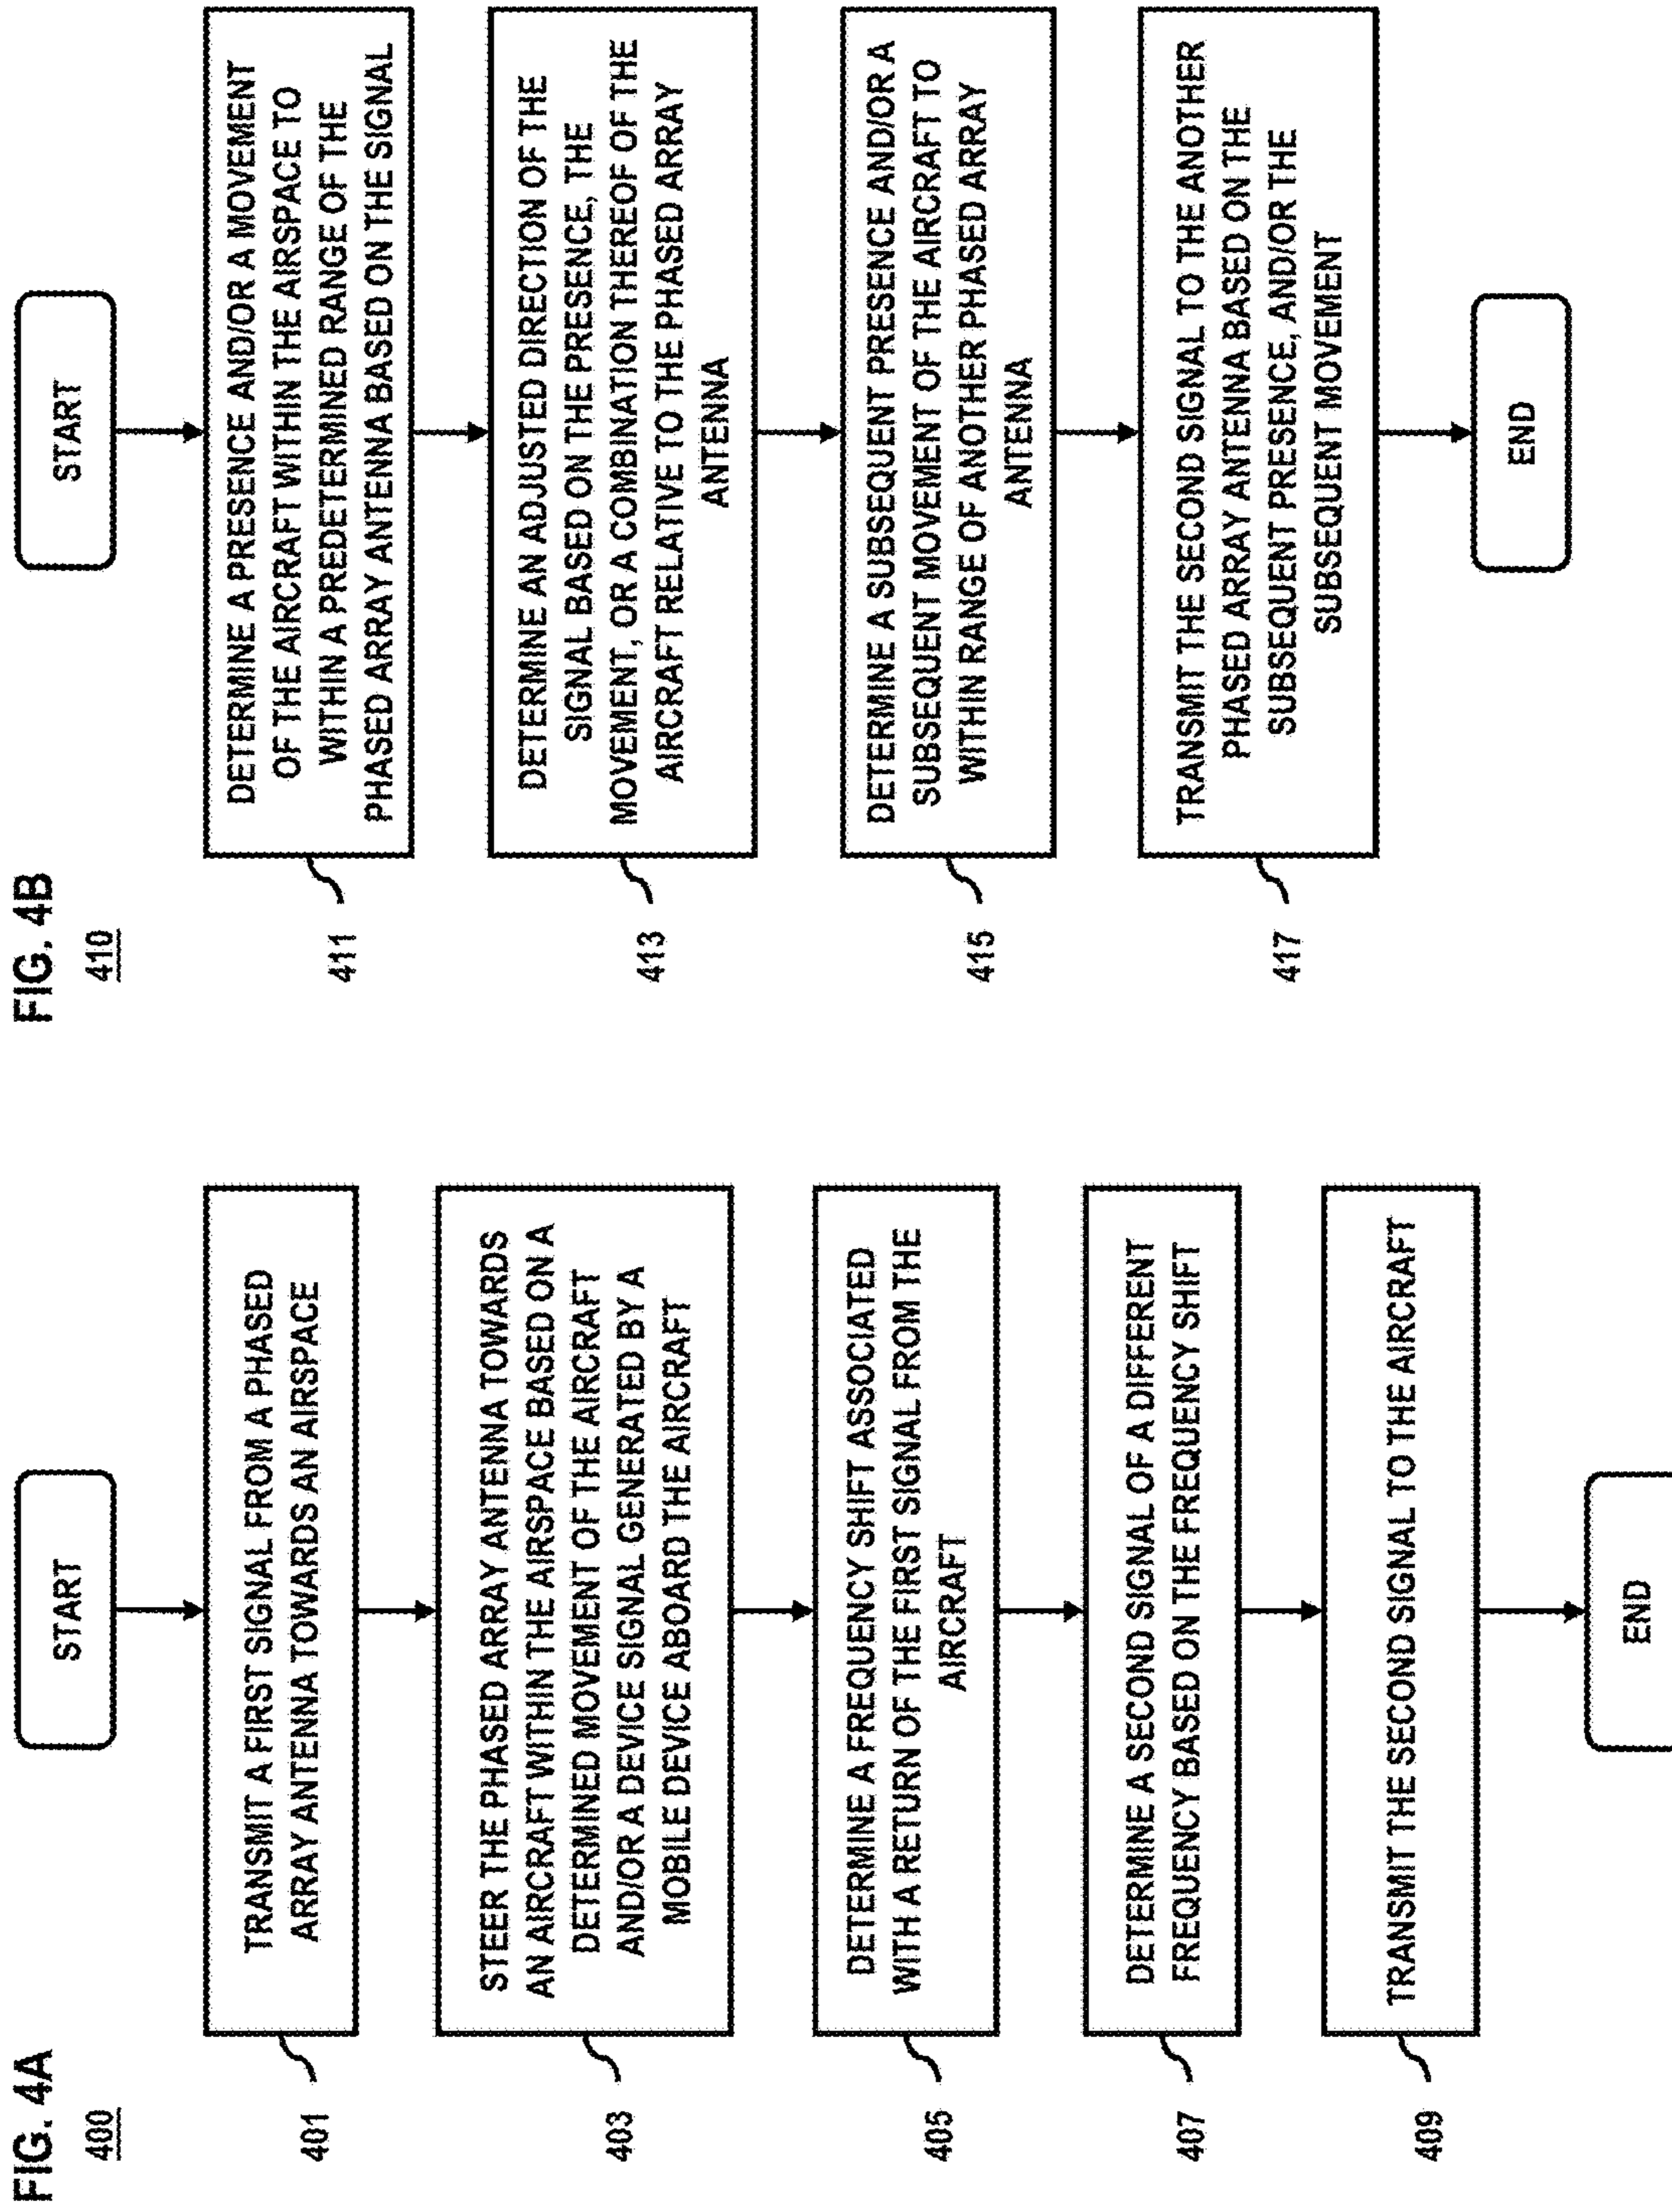 FIG. 4A
400
START
401
TRANSMIT A FIRST SIGNAL FROM A PHASED
ARRAY ANTENNA TOWARDS AN AIRSPACE
403
STEER THE PHASED ARRAY ANTENNA TOWARDS
AN AIRCRAFT WITHIN THE AIRSPACE BASED ON A
DETERMINED MOVEMENT OF THE AIRCRAFT
AND/OR A DEVICE SIGNAL GENERATED BY A
MOBILE DEVICE ABOARD THE AIRCRAFT
405
DETERMINE A FREQUENCY SHIFT ASSOCIATED
WITH A RETURN OF THE FIRST SIGNAL FROM THE
AIRCRAFT
407
DETERMINE A SECOND SIGNAL OF A DIFFERENT
FREQUENCY BASED ON THE FREQUENCY SHIFT
409
TRANSMIT THE SECOND SIGNAL TO THE AIRCRAFT
END
FIG. 4B
410
START
411
DETERMINE A PRESENCE AND/OR A MOVEMENT
OF THE AIRCRAFT WITHIN THE AIRSPACE TO
WITHIN A PREDETERMINED RANGE OF THE
PHASED ARRAY ANTENNA BASED ON THE SIGNAL
413
DETERMINE AN ADJUSTED DIRECTION OF THE
SIGNAL BASED ON THE PRESENCE, THE
MOVEMENT, OR A COMBINATION THEREOF OF THE
AIRCRAFT RELATIVE TO THE PHASED ARRAY
ANTENNA
415
DETERMINE A SUBSEQUENT PRESENCE AND/OR A
SUBSEQUENT MOVEMENT OF THE AIRCRAFT TO
WITHIN RANGE OF ANOTHER PHASED ARRAY
ANTENNA
417
TRANSMIT THE SECOND SIGNAL TO THE ANOTHER
PHASED ARRAY ANTENNA BASED ON THE
SUBSEQUENT PRESENCE, AND/OR THE
SUBSEQUENT MOVEMENT
END